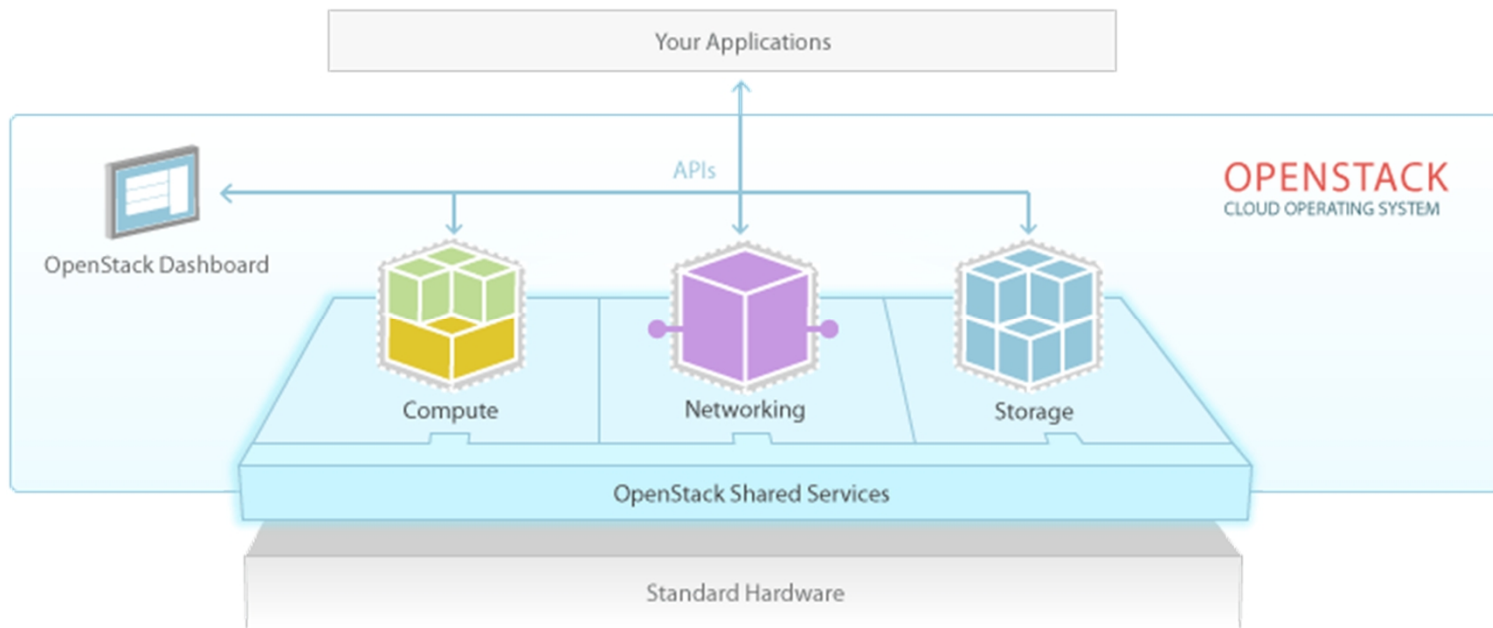 Your Applications
APIs
OPENSTACK
CLOUD OPERATING SYSTEM
OpenStack Dashboard
Compute
Networking
Storage
OpenStack Shared Services
Standard Hardware